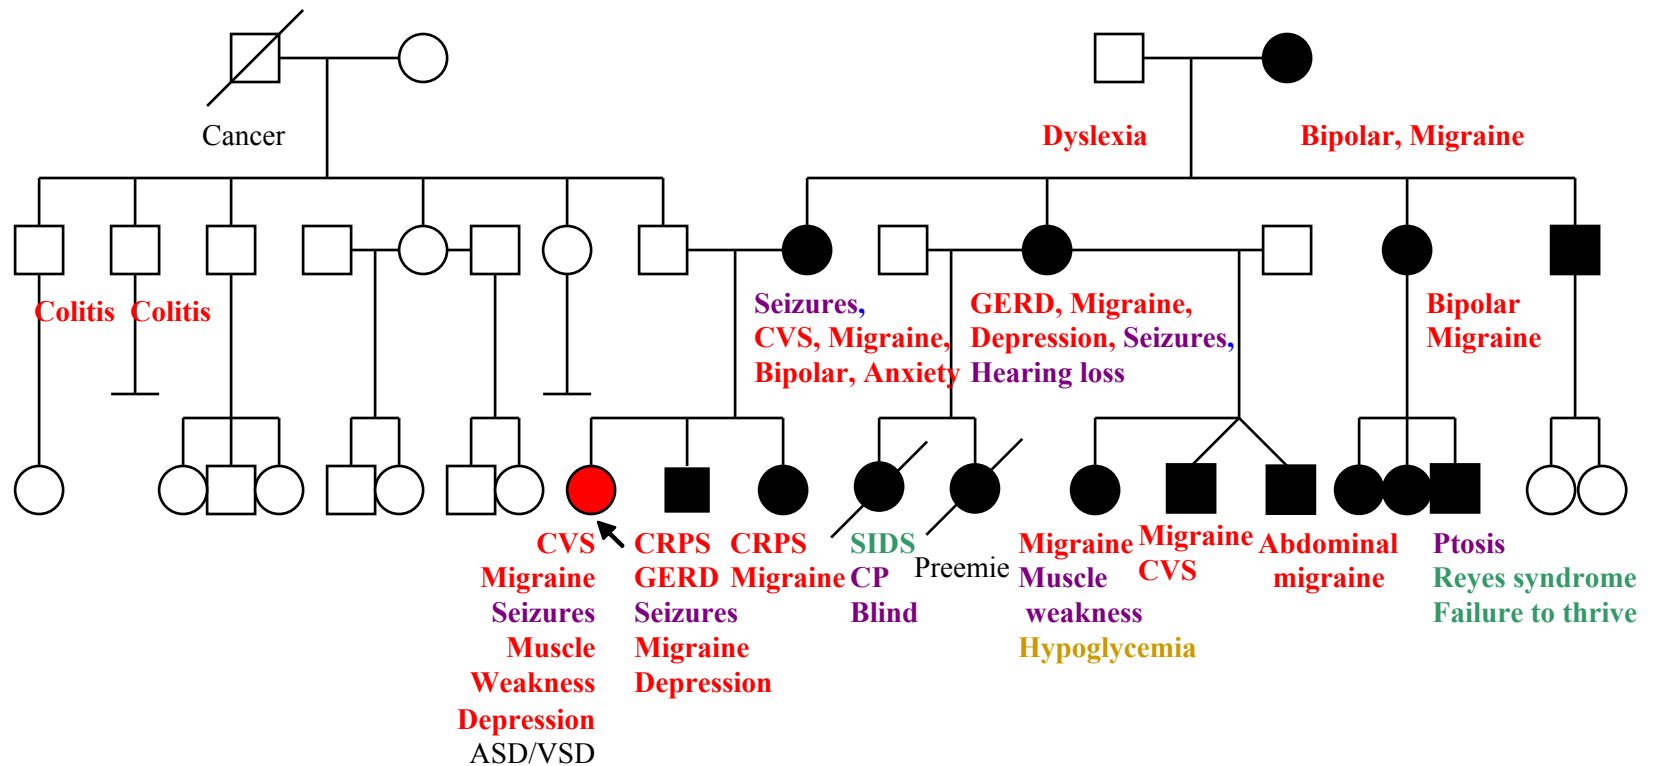 Cancer
Dyslexia
Bipolar, Migraine
Colitis
Colitis
Seizures,
CVS, Migraine,
Bipolar, Anxiety
GERD, Migraine,
Depression, Seizures,
Hearing loss
Bipolar
Migraine
CVS
Migraine
Seizures
Muscle
Weakness
Depression
ASD/VSD
CRPS
GERD
Seizures
Migraine
Depression
CRPS
Migraine
SIDS
CP
Blind
Preemie
Migraine
Muscle
weakness
Hypoglycemia
Migraine
CVS
Abdominal
migraine
Ptosis
Reyes syndrome
Failure to thrive